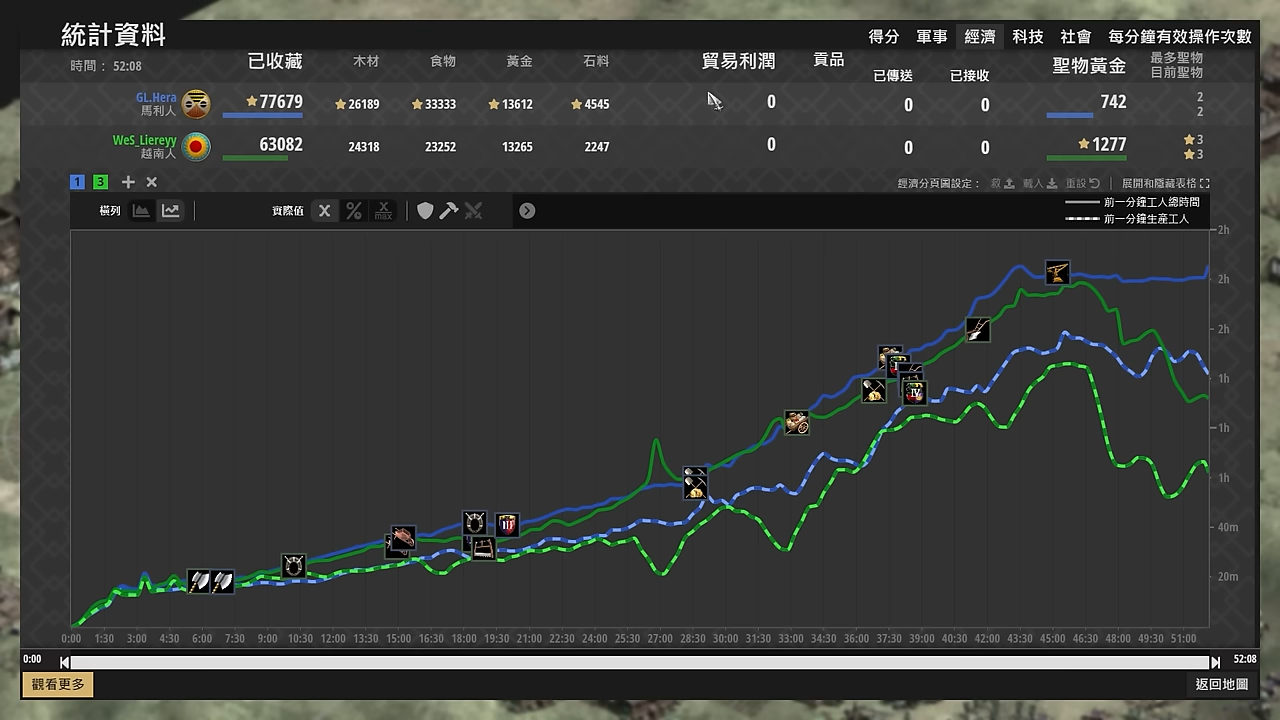 統計資料
得分 軍事 經濟 科技 社會 每分鐘有效操作次數
時間： 52:08
已收藏 木材 食物 黃金 石料 貿易利潤 貢品 已傳送 已接收 聖物黃金 最多聖物 目前聖物
GL.Hera
馬利人
77679 26189 33333 13612 4545 0 0 0 742 2 2
WeS_Liereyy
越南人
63082 24318 23252 13265 2247 0 0 0 1277 3 3
1 3
經濟分頁圖設定： 載入 重設 展開和隱藏表格
橫列 實際值 X % X max
前一分鐘工人總時間
前一分鐘生產工人
2h
2h
2h
1h
1h
1h
40m
20m
III
IV
0:00 1:30 3:00 4:30 6:00 7:30 9:00 10:30 12:00 13:30 15:00 16:30 18:00 19:30 21:00 22:30 24:00 25:30 27:00 28:30 30:00 31:30 33:00 34:30 36:00 37:30 39:00 40:30 42:00 43:30 45:00 46:30 48:00 49:30 51:00
0:00 52:08
觀看更多 返回地圖